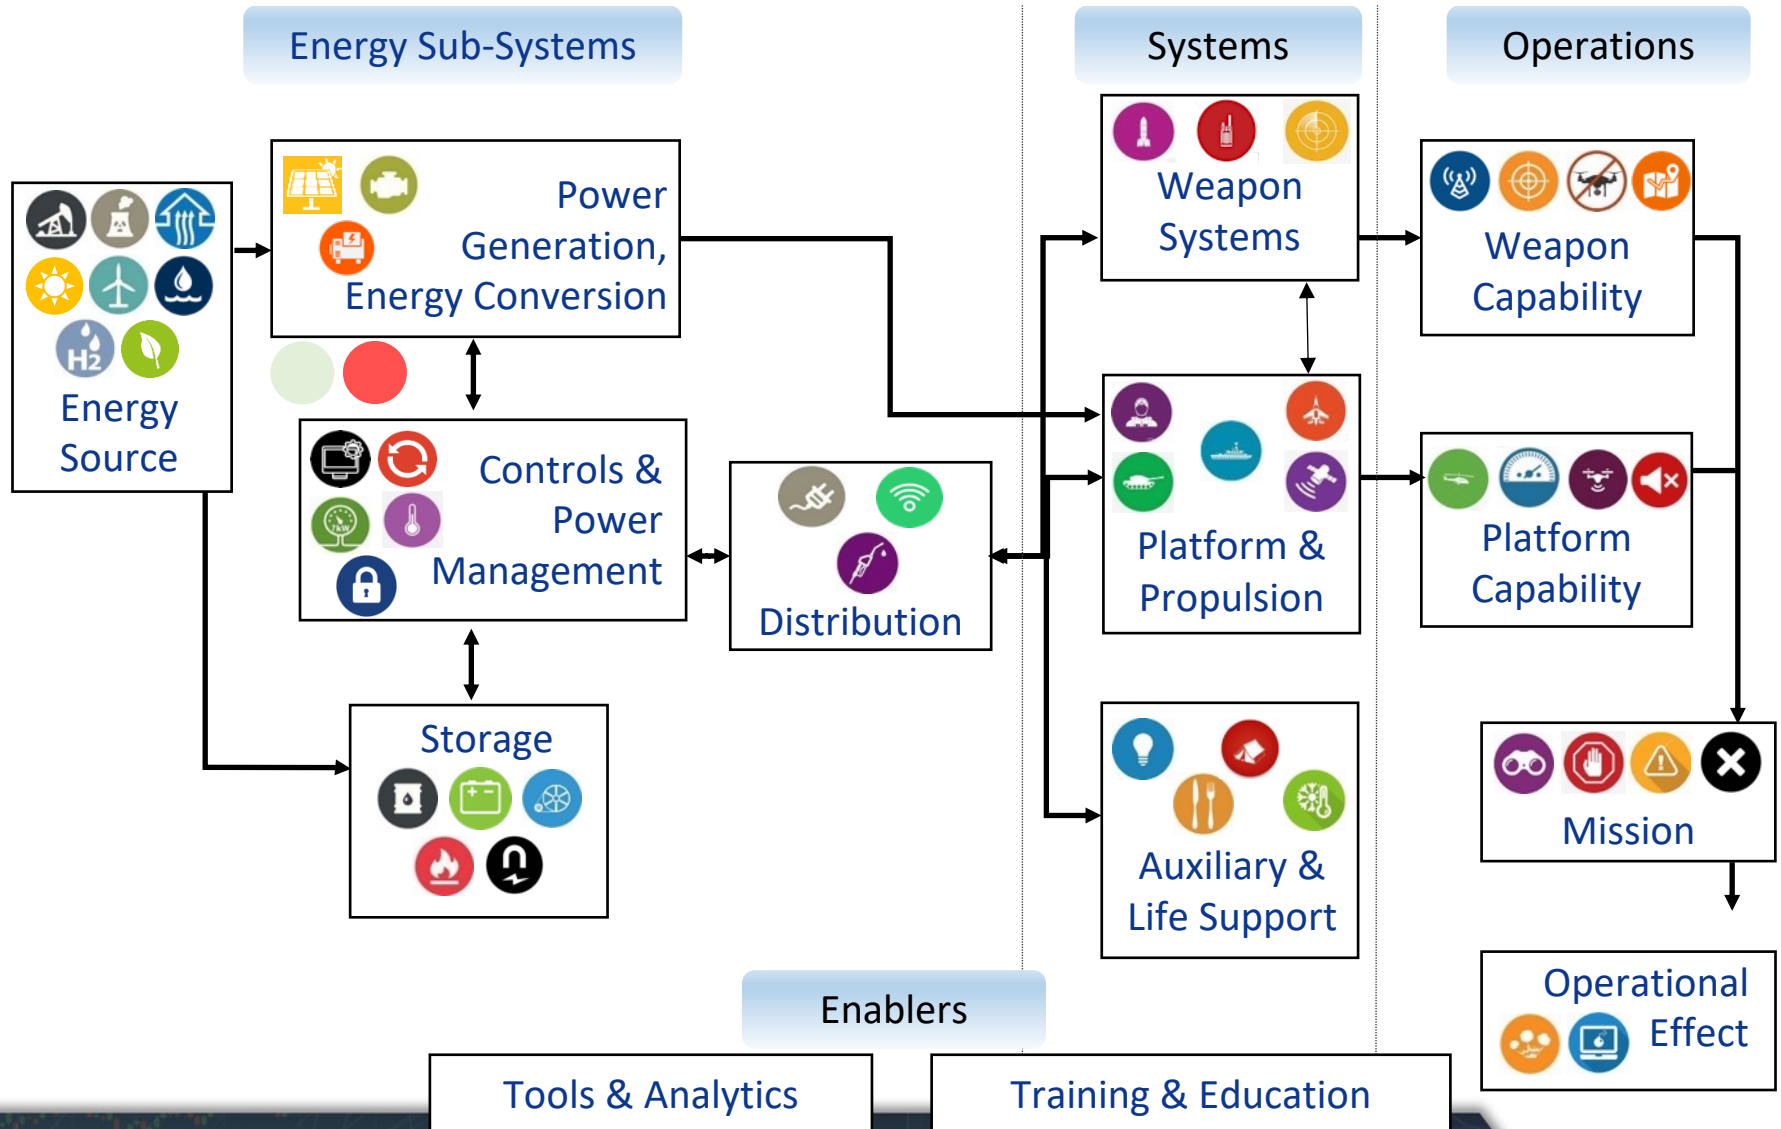 Energy Sub-Systems
Systems
Operations
Power
Generation,
Energy Conversion
H2
Energy
Source
Controls &
Power
Management
Distribution
Storage
Weapon
Systems
Platform &
Propulsion
Auxiliary &
Life Support
Weapon
Capability
Platform
Capability
Mission
Operational
Effect
Enablers
Tools & Analytics
Training & Education